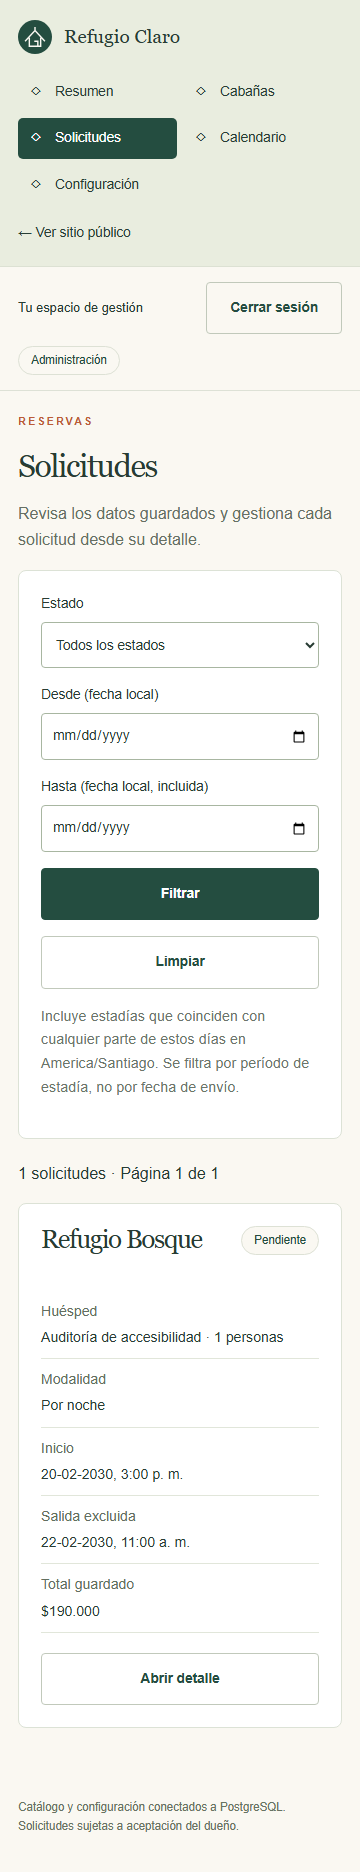 Refugio Claro
Resumen
Cabañas
Solicitudes
Calendario
Configuración
← Ver sitio público
Tu espacio de gestión
Cerrar sesión
Administración
RESERVAS
Solicitudes
Revisa los datos guardados y gestiona cada
solicitud desde su detalle.
Estado
Todos los estados
Desde (fecha local)
mm/dd/yyyy
Hasta (fecha local, incluida)
mm/dd/yyyy
Filtrar
Limpiar
Incluye estadías que coinciden con
cualquier parte de estos días en
America/Santiago. Se filtra por período de
estadía, no por fecha de envío.
1 solicitudes · Página 1 de 1
Refugio Bosque
Pendiente
Huésped
Auditoría de accesibilidad · 1 personas
Modalidad
Por noche
Inicio
20-02-2030, 3:00 p. m.
Salida excluida
22-02-2030, 11:00 a. m.
Total guardado
$190.000
Abrir detalle
Catálogo y configuración conectados a PostgreSQL.
Solicitudes sujetas a aceptación del dueño.